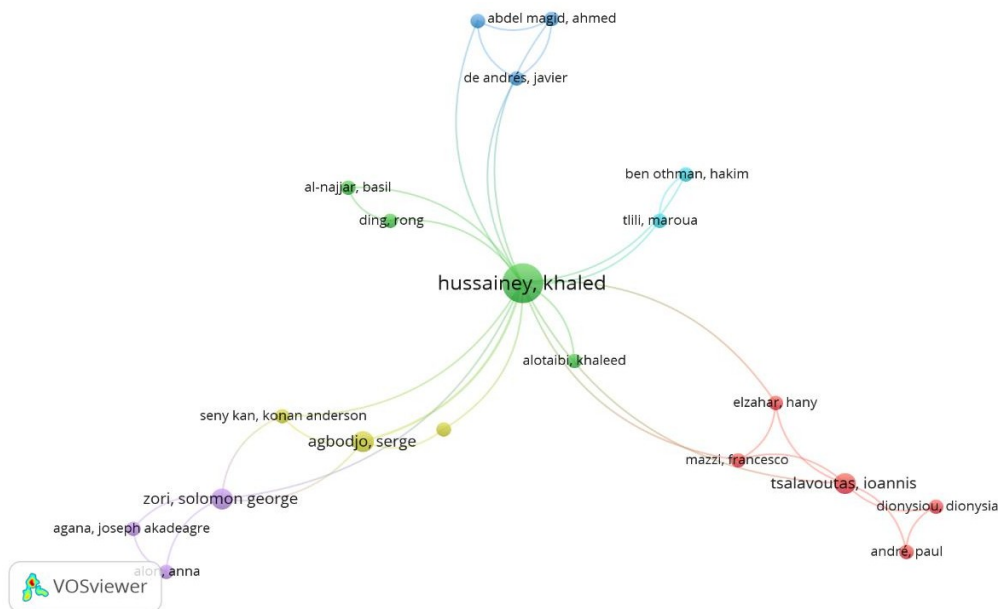 abdel magid, ahmed
de andrés, javier
ben othman, hakim
al-najjar, basil
ding, rong
tlili, maroua
hussainey, khaled
alotaibi, khaleed
elzahar, hany
seny kan, konan anderson
agbodjo, serge
mazzi, francesco
tsalavoutas, ioannis
zori, solomon george
dionysiou, dionysia
agana, joseph akadeagre
andré, paul
alon, anna
VOSviewer